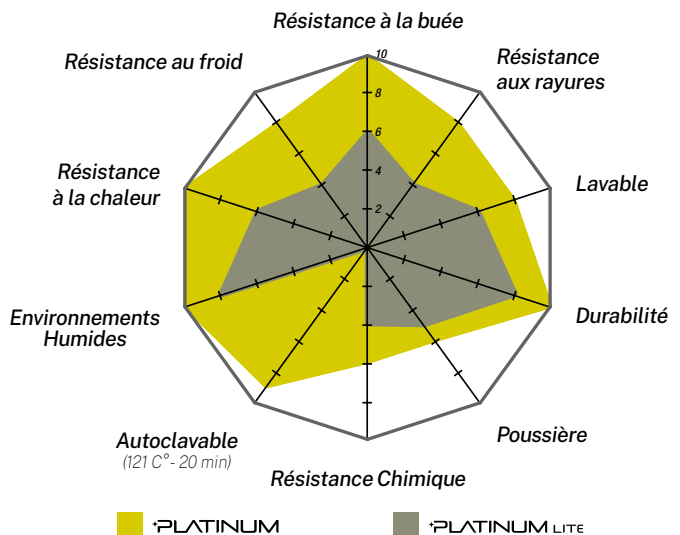 Résistance à la buée
Résistance au froid
Résistance
aux rayures
10
8
6
4
2
Résistance
à la chaleur
Lavable
Environnements
Humides
Durabilité
Autoclavable
(121 C°- 20 min)
Poussière
Résistance Chimique
+PLATINUM
+PLATINUM LITE